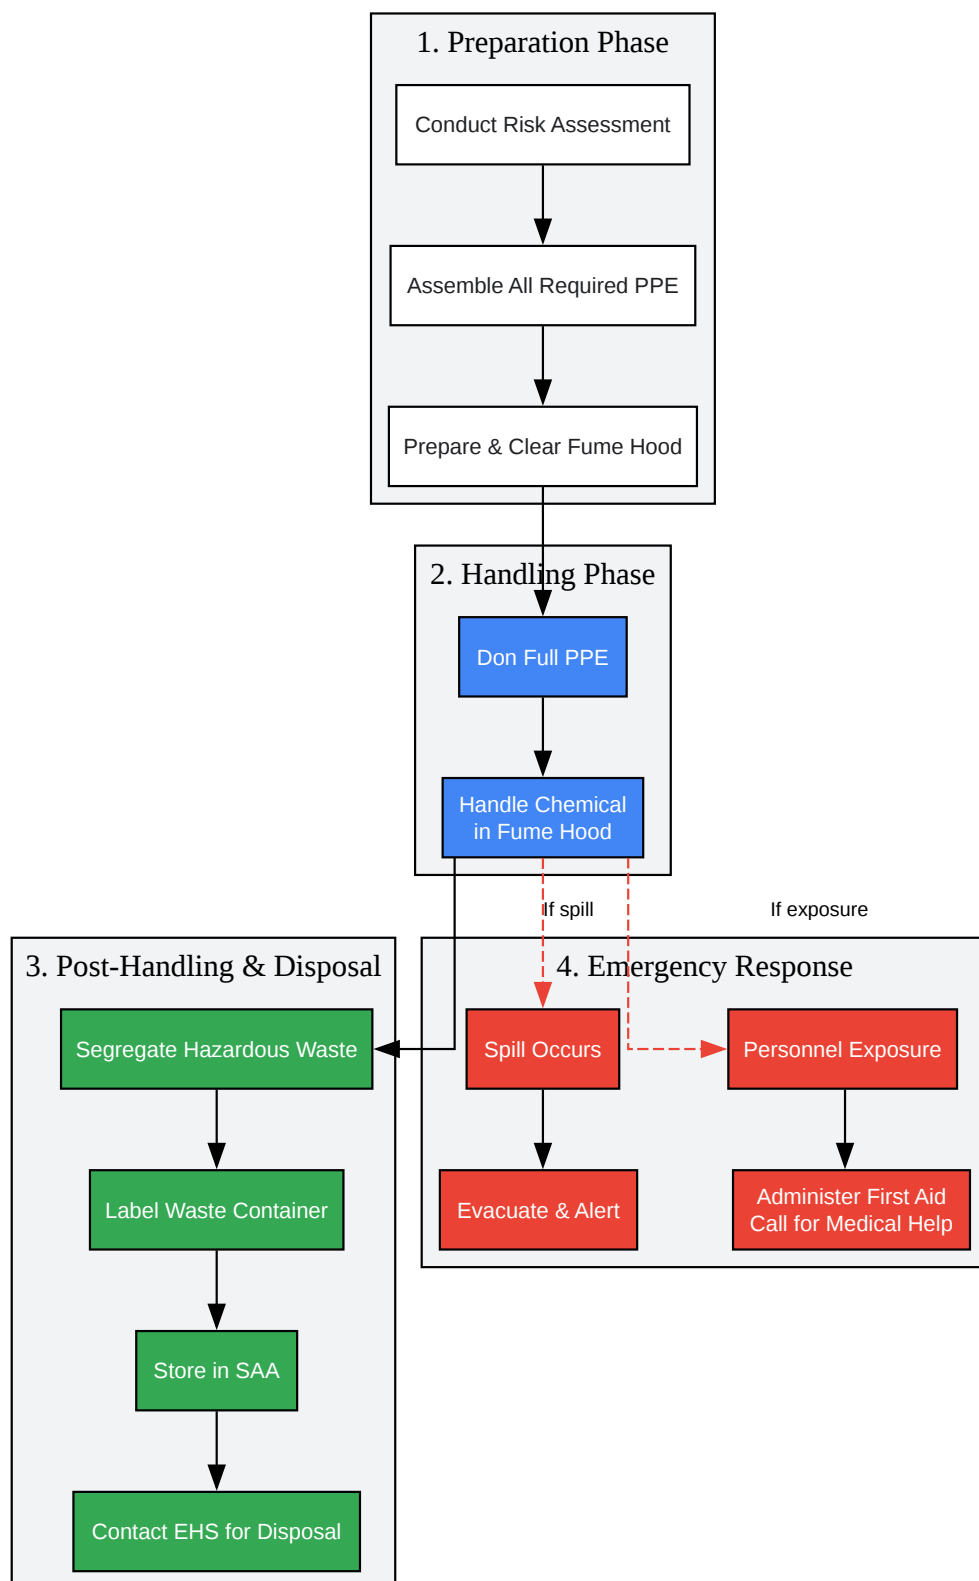 1. Preparation Phase
Conduct Risk Assessment
Assemble All Required PPE
Prepare & Clear Fume Hood
2. Handling Phase
Don Full PPE
Handle Chemical
in Fume Hood
If spill
If exposure
3. Post-Handling & Disposal
Segregate Hazardous Waste
Label Waste Container
Store in SAA
Contact EHS for Disposal
4. Emergency Response
Spill Occurs
Personnel Exposure
Evacuate & Alert
Administer First Aid
Call for Medical Help